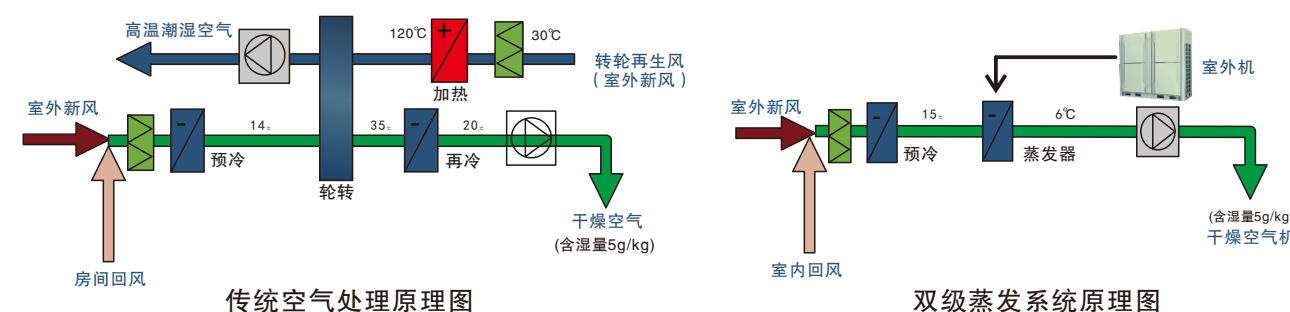 高温潮湿空气
120℃
+
30℃
转轮再生风
（室外新风）
加热
室外新风
-
14℃
35℃
-
20℃
预冷
再冷
轮转
干燥空气
(含湿量5g/kg)
房间回风
传统空气处理原理图
室外机
室外新风
-
15℃
-
6℃
预冷
蒸发器
(含湿量5g/kg
干燥空气机
室内回风
双级蒸发系统原理图